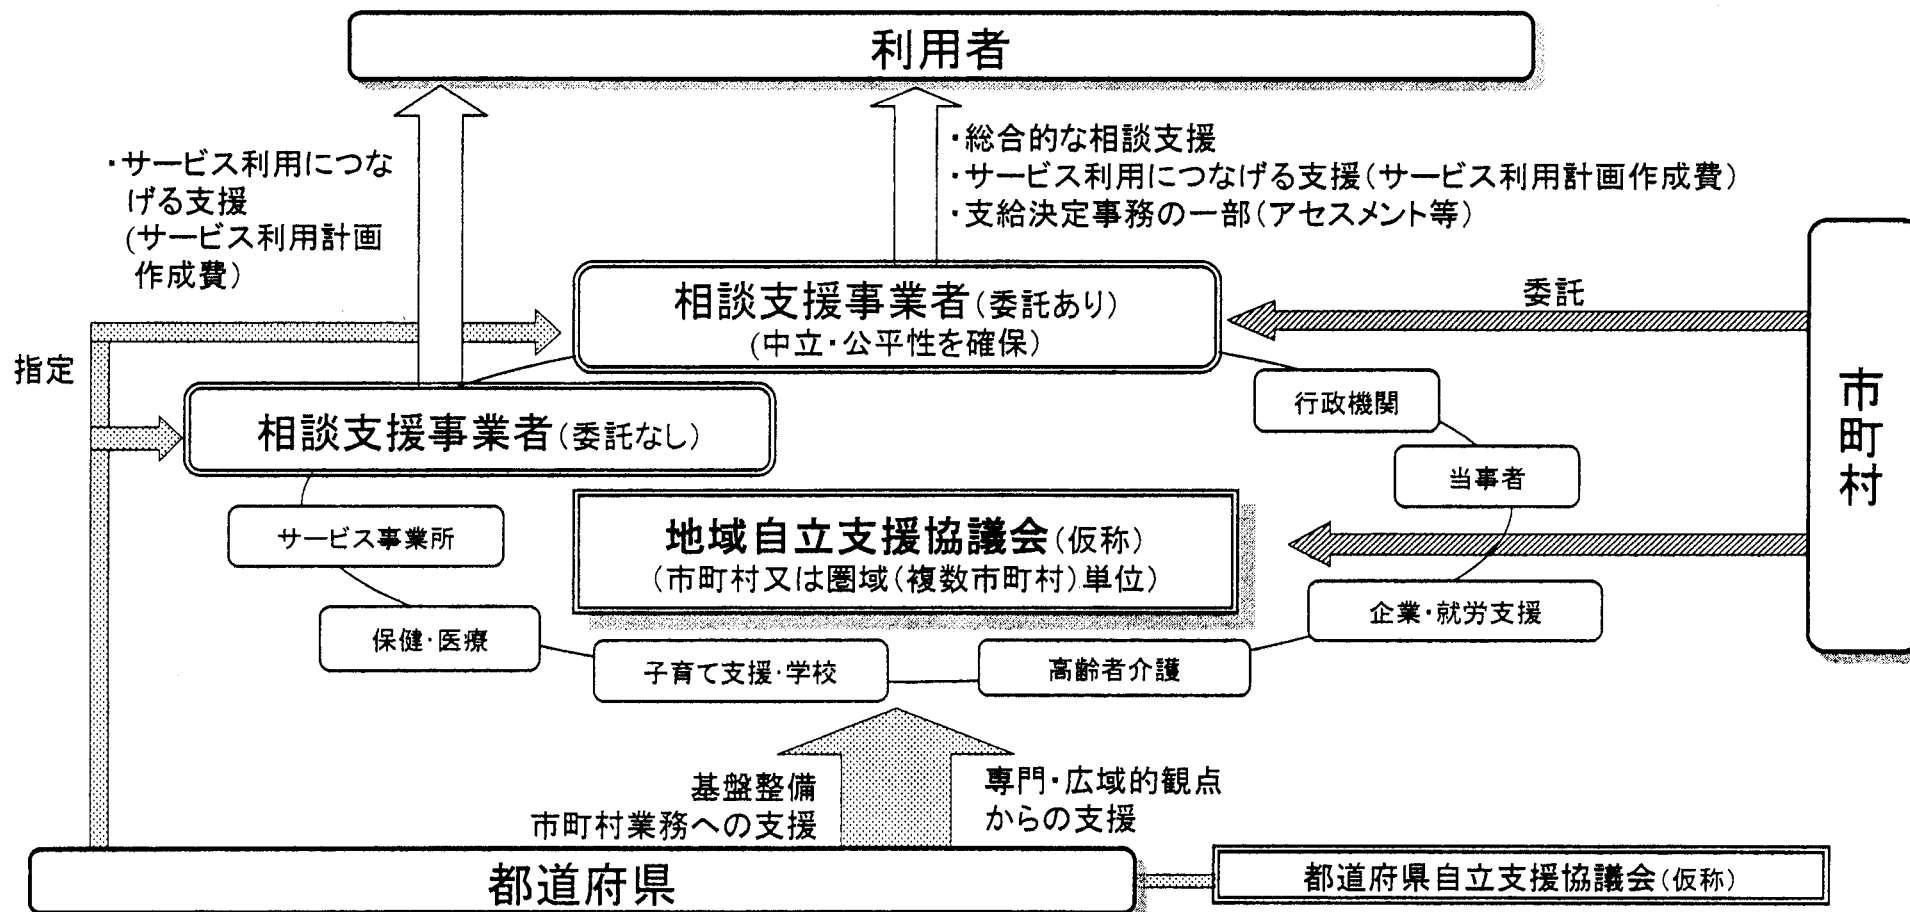 利用者
・サービス利用につな
げる支援
(サービス利用計画
作成費)
・総合的な相談支援
・サービス利用につなげる支援(サービス利用計画作成費)
・支給決定事務の一部(アセスメント等)
相談支援事業者(委託あり)
(中立・公平性を確保)
委託
指定
市町村
行政機関
相談支援事業者(委託なし)
当事者
地域自立支援協議会(仮称)
(市町村又は圏域(複数市町村)単位)
サービス事業所
企業・就労支援
保健・医療
子育て支援・学校
高齢者介護
基盤整備
市町村業務への支援
専門・広域的観点
からの支援
都道府県
都道府県自立支援協議会(仮称)